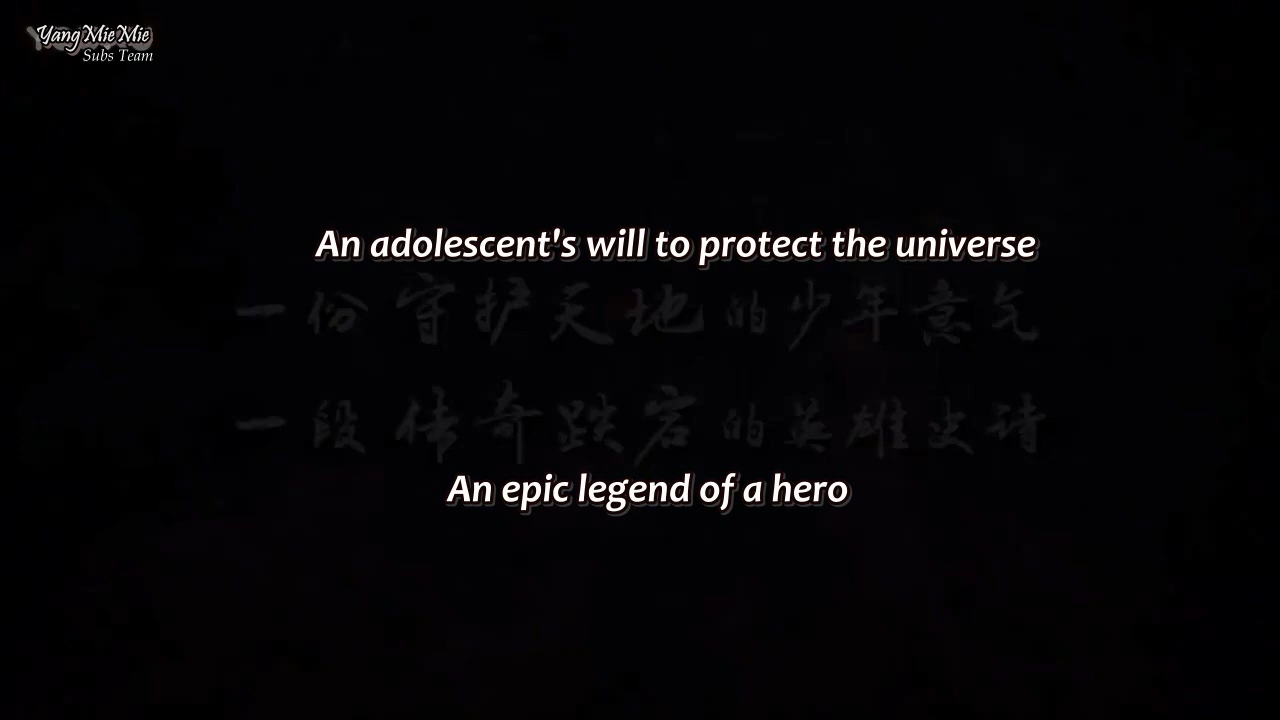 Yang Mie Mie
Subs Team
An adolescent's will to protect the universe
一份守护天地的少年意气
一段传奇跌宕的英雄史诗
An epic legend of a hero